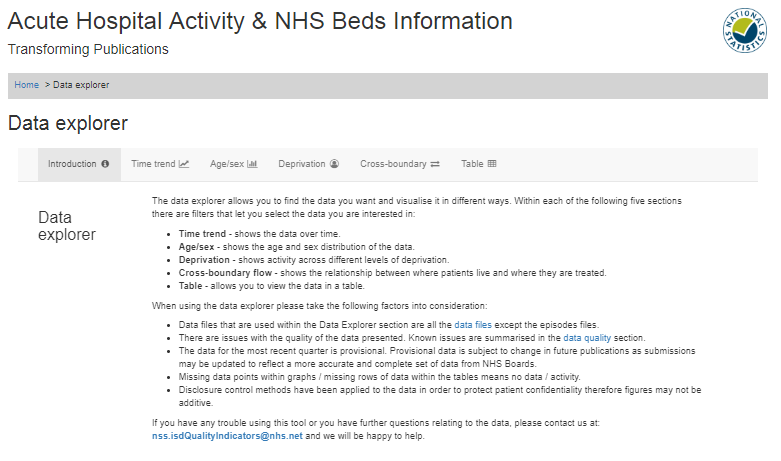 Acute Hospital Activity & NHS Beds Information
Transforming Publications
NATIONAL STATISTICS
Home > Data explorer
Data explorer
Introduction Time trend Age/sex Deprivation Cross-boundary Table
Data
explorer
The data explorer allows you to find the data you want and visualise it in different ways. Within each of the following five sections
there are filters that let you select the data you are interested in:
• Time trend - shows the data over time.
• Age/sex - shows the age and sex distribution of the data.
• Deprivation - shows activity across different levels of deprivation.
• Cross-boundary flow - shows the relationship between where patients live and where they are treated.
• Table - allows you to view the data in a table.
When using the data explorer please take the following factors into consideration:
• Data files that are used within the Data Explorer section are all the data files except the episodes files.
• There are issues with the quality of the data presented. Known issues are summarised in the data quality section.
• The data for the most recent quarter is provisional. Provisional data is subject to change in future publications as submissions
may be updated to reflect a more accurate and complete set of data from NHS Boards.
• Missing data points within graphs / missing rows of data within the tables means no data / activity.
• Disclosure control methods have been applied to the data in order to protect patient confidentiality therefore figures may not be
additive.
If you have any trouble using this tool or you have further questions relating to the data, please contact us at:
nss.isdQualityIndicators@nhs.net and we will be happy to help.